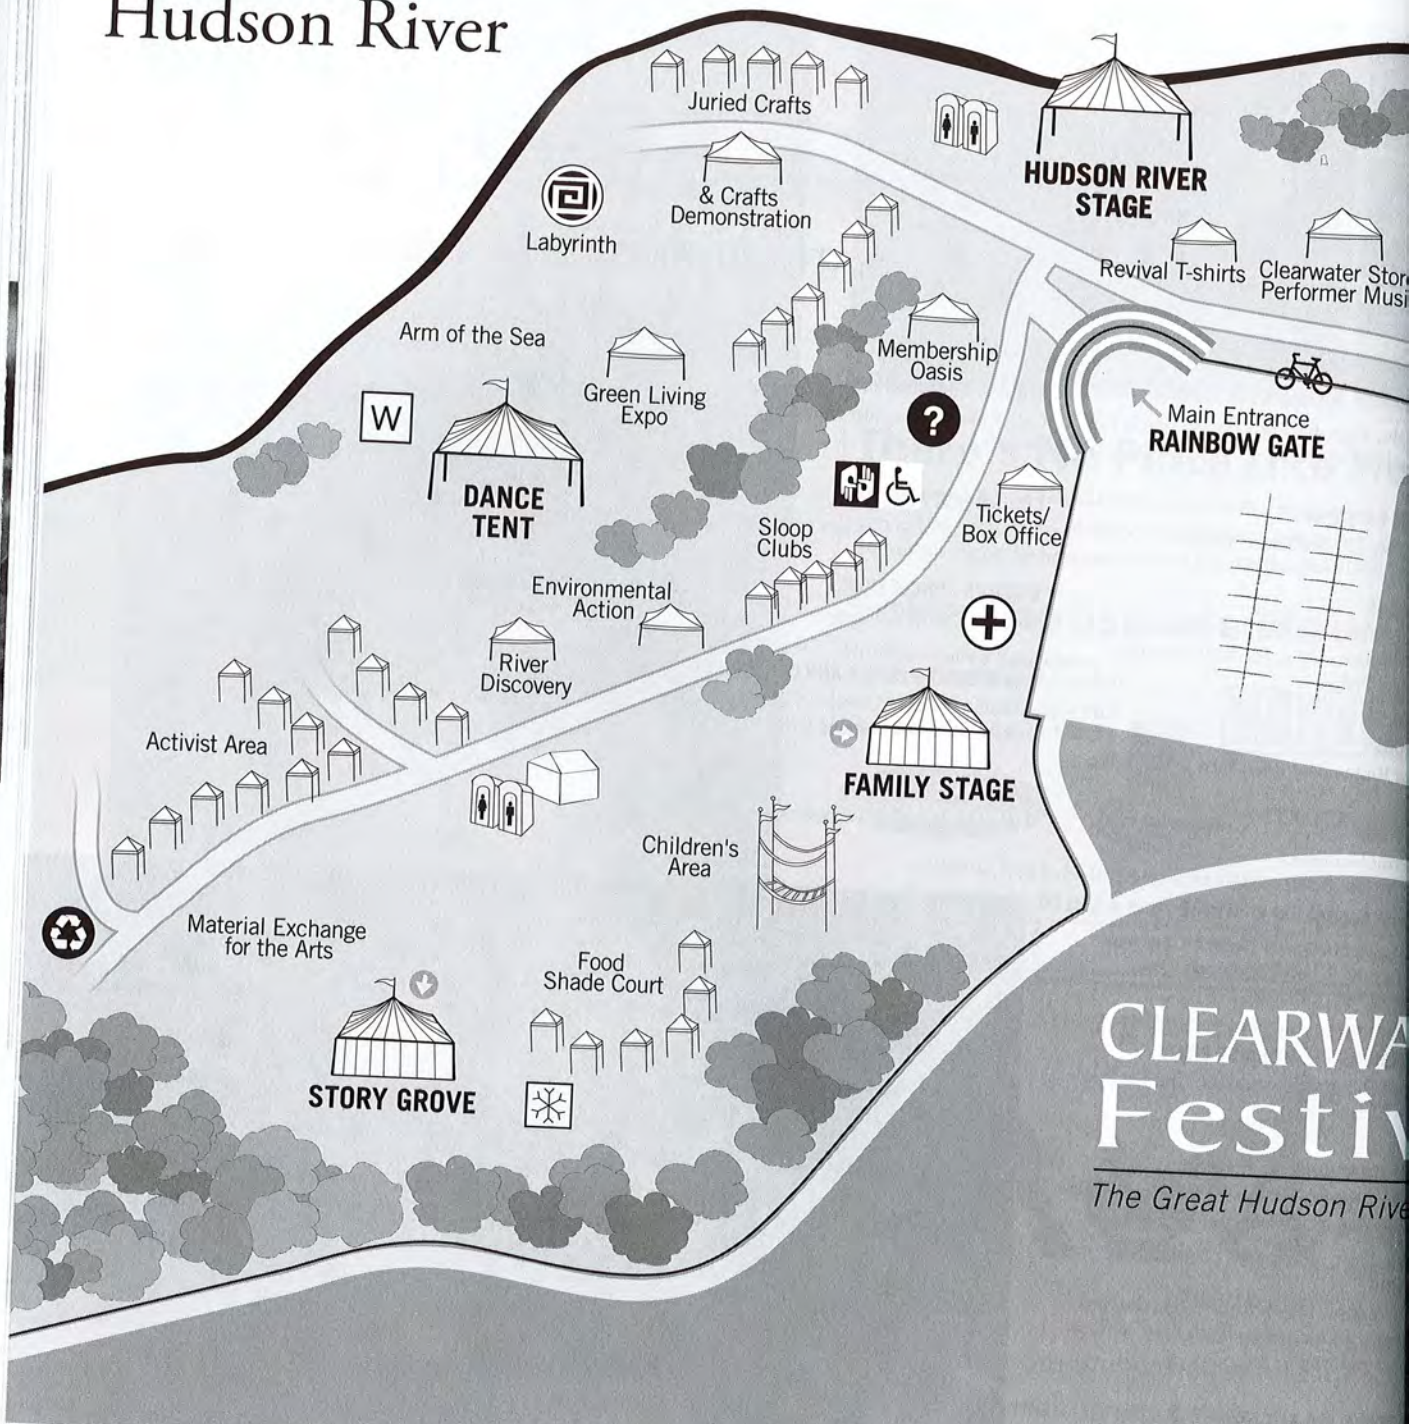 Hudson River
Juried Crafts
HUDSON RIVER
STAGE
& Crafts
Demonstration
Labyrinth
Revival T-shirts
Clearwater Stor
Performer Musi
Arm of the Sea
Green Living
Expo
Membership
Oasis
?
Main Entrance
RAINBOW GATE
W
DANCE
TENT
Tickets/
Box Office
Sloop
Clubs
Environmental
Action
River
Discovery
Activist Area
FAMILY STAGE
Children's
Area
Material Exchange
for the Arts
Food
Shade Court
STORY GROVE
CLEARWA
Festiv
The Great Hudson Rive